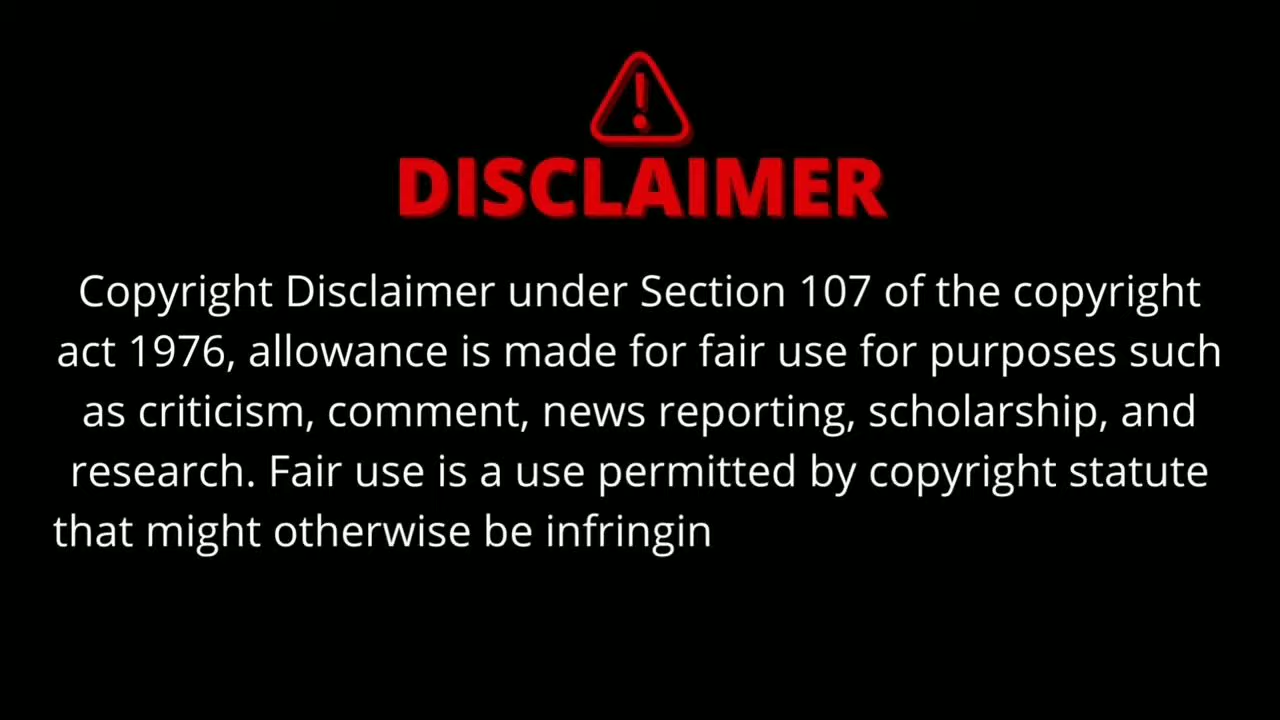 DISCLAIMER
Copyright Disclaimer under Section 107 of the copyright
act 1976, allowance is made for fair use for purposes such
as criticism, comment, news reporting, scholarship, and
research. Fair use is a use permitted by copyright statute
that might otherwise be infringin